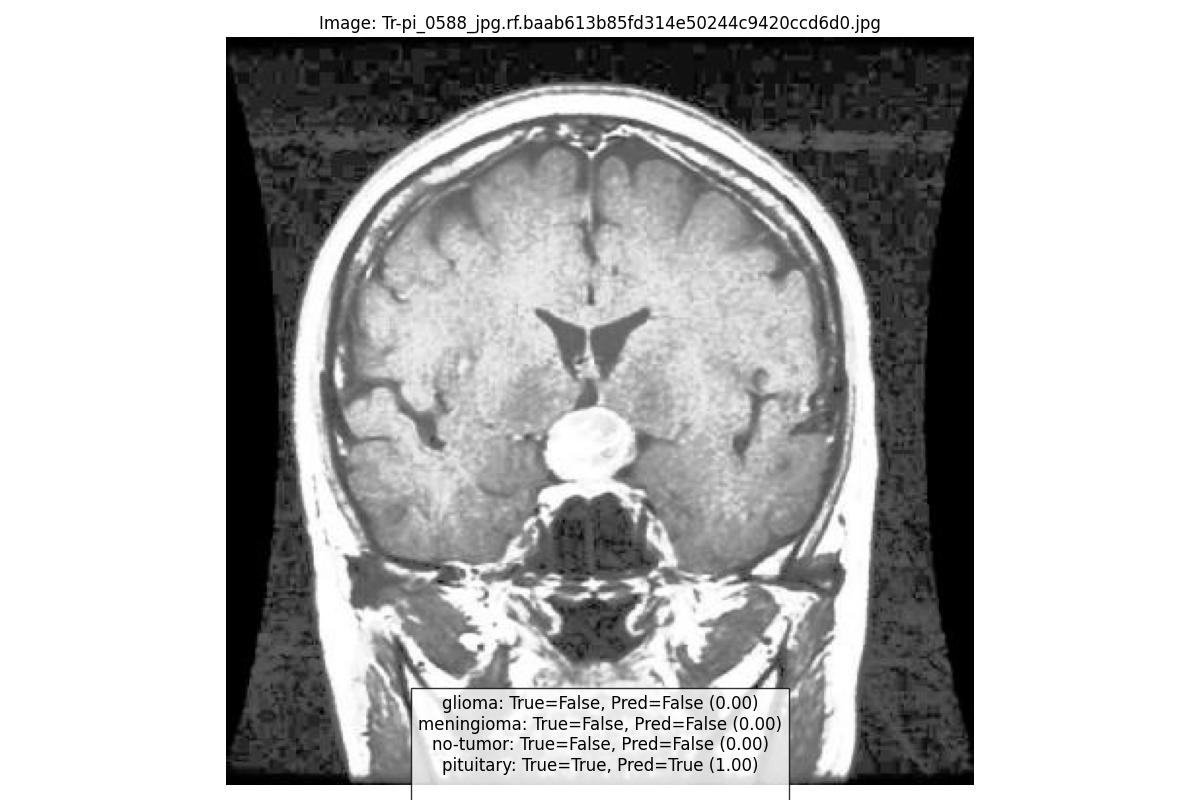 Image: Tr-pi_0588_jpg.rf.baab613b85fd314e50244c9420ccd6d0.jpg
glioma: True=False, Pred=False (0.00)
meningioma: True=False, Pred=False (0.00)
no-tumor: True=False, Pred=False (0.00)
pituitary: True=True, Pred=True (1.00)